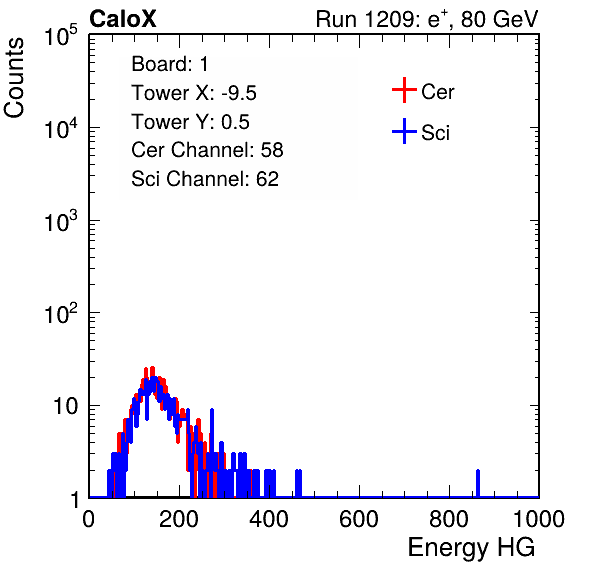 CaloX Run 1209: e⁺, 80 GeV
Counts
Board: 1
Tower X: -9.5
Tower Y: 0.5
Cer Channel: 58
Sci Channel: 62
Cer
Sci
10⁵
10⁴
10³
10²
10
1
0 200 400 600 800 1000
Energy HG